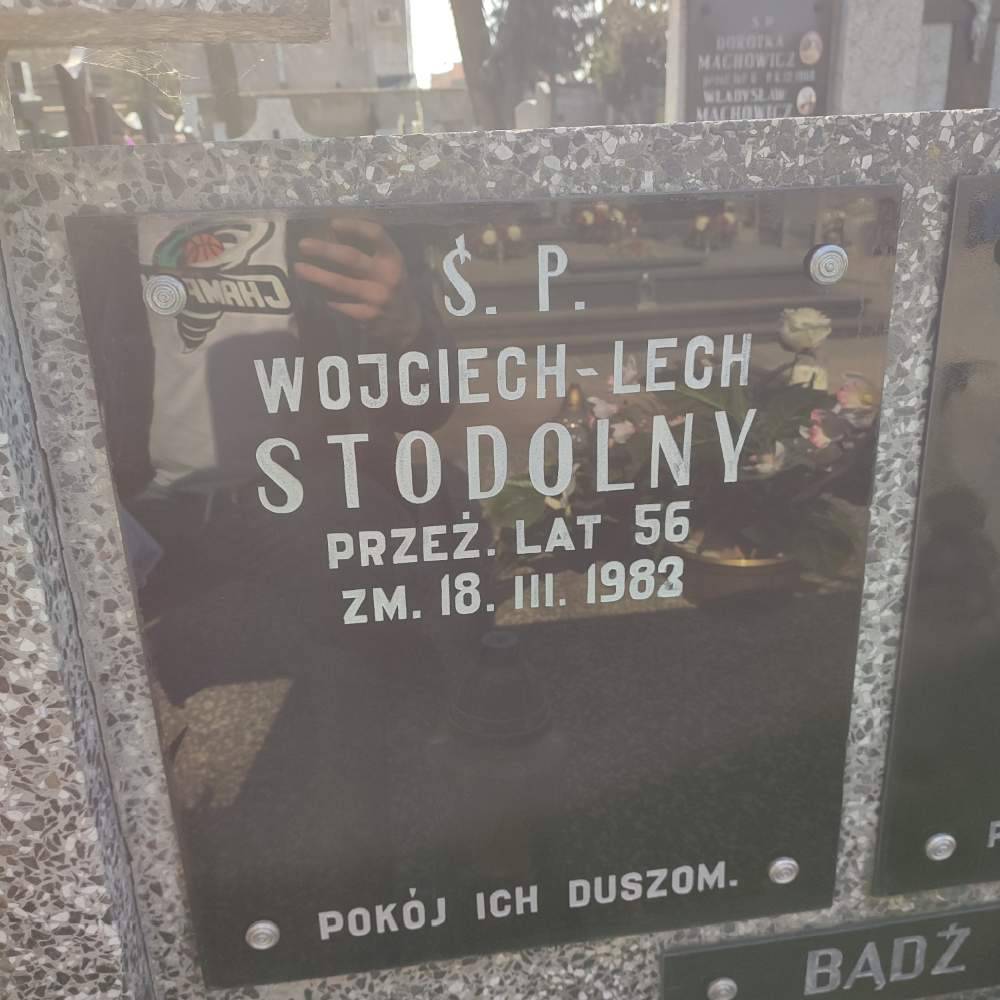 Ś. P.
DOROTKA
MACHOWICZ
WŁADYSŁAW
MACHOWICZ
Ś. P.
WOJCIECH-LECH
STODOLNY
PRZEŻ. LAT 56
ZM. 18. III. 1983
POKÓJ ICH DUSZOM.
BĄDŹ